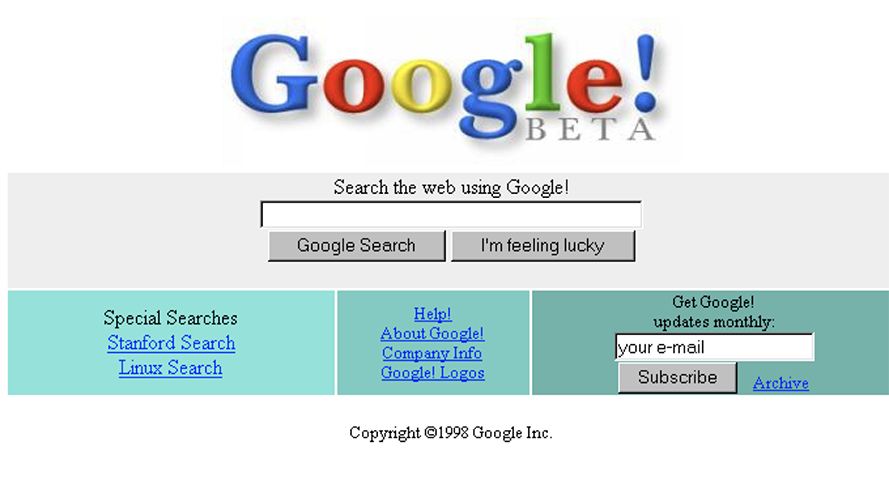 Google!
BETA
Search the web using Google!
Google Search
I'm feeling lucky
Special Searches
Stanford Search
Linux Search
Help!
About Google!
Company Info
Google! Logos
Get Google!
updates monthly:
your e-mail
Subscribe
Archive
Copyright ©1998 Google Inc.